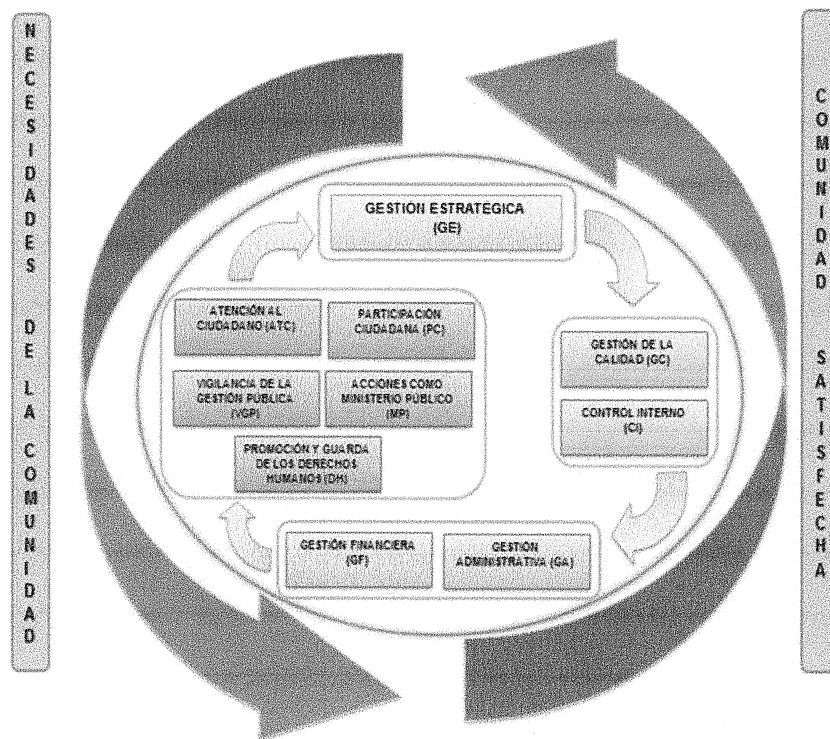 NECESIDADES DE LA COMUNIDAD
GESTIÓN ESTRATÉGICA
(GE)
ATENCIÓN AL
CIUDADANO (ATC)
PARTICIPACIÓN
CIUDADANA (PC)
VIGILANCIA DE LA
GESTIÓN PÚBLICA
(VGP)
ACCIONES COMO
MINISTERIO PÚBLICO
(MP)
PROMOCIÓN Y GUARDA
DE LOS DERECHOS
HUMANOS (DH)
GESTIÓN DE LA
CALIDAD (GC)
CONTROL INTERNO
(CI)
GESTIÓN FINANCIERA
(GF)
GESTIÓN
ADMINISTRATIVA (GA)
COMUNIDAD SATISFECHA